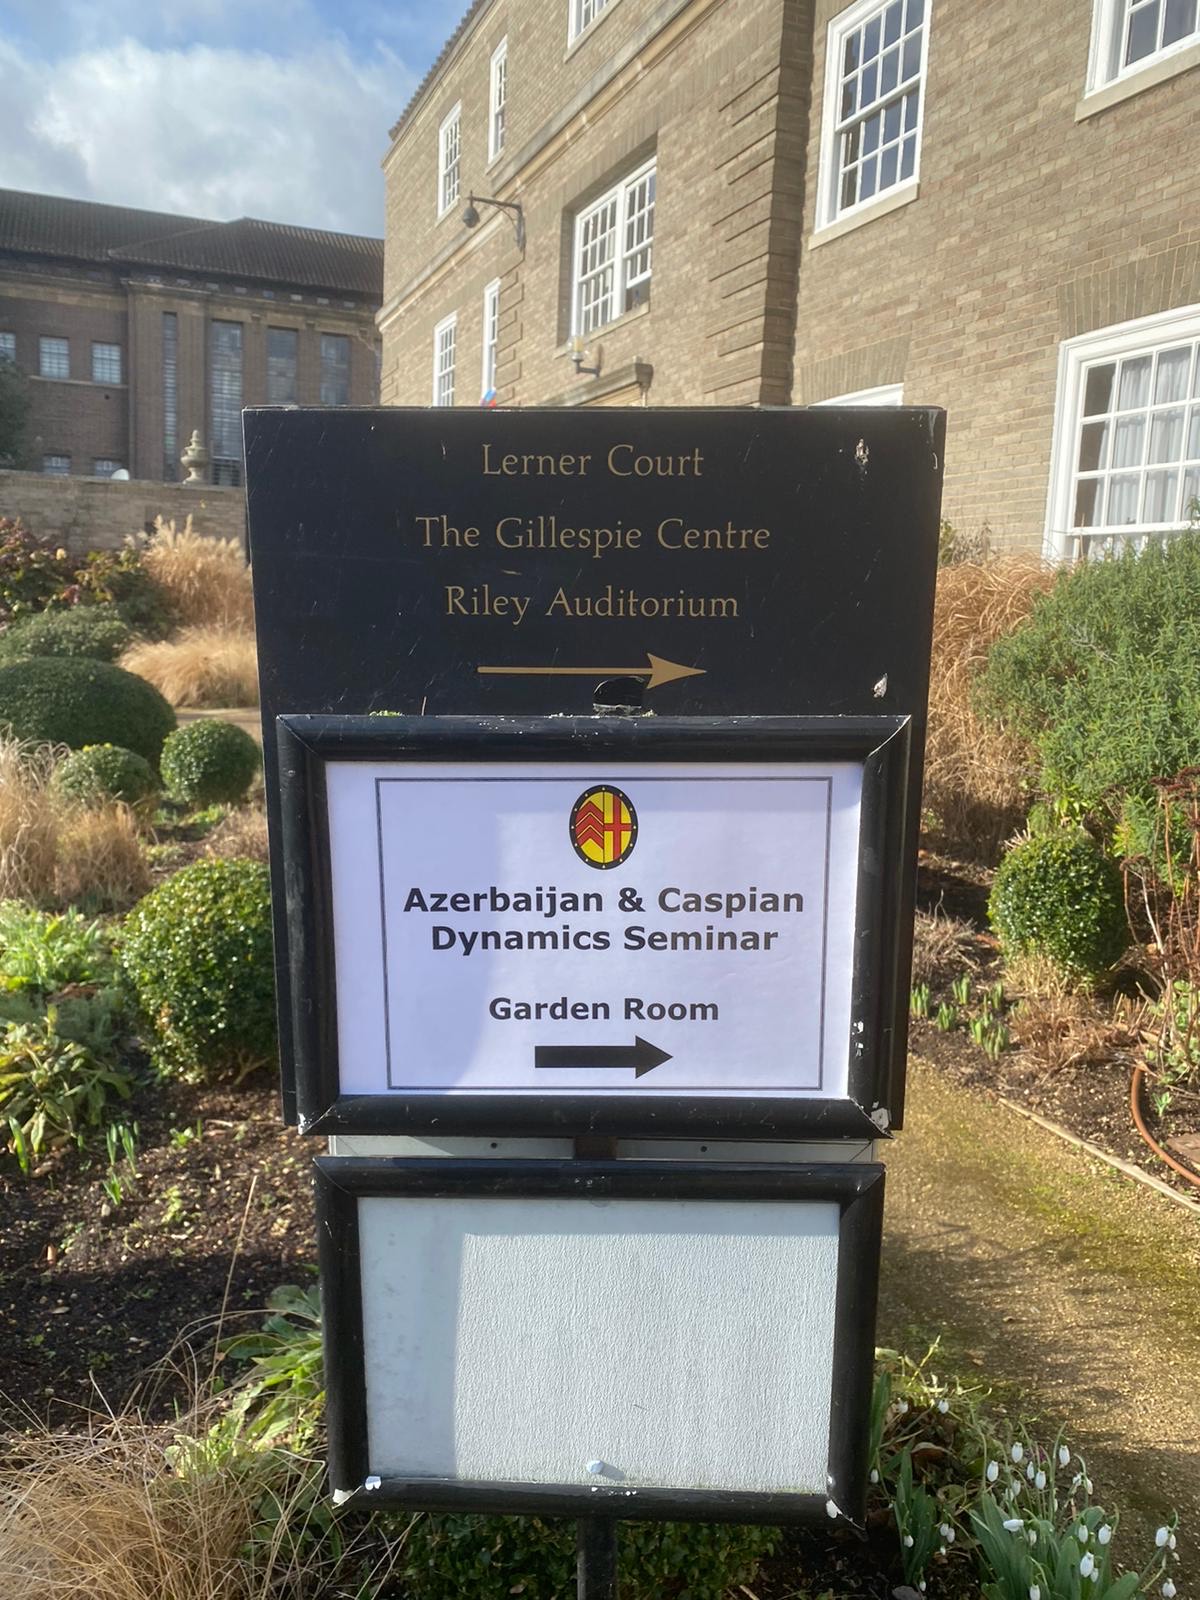 Lerner Court
The Gillespie Centre
Riley Auditorium
Azerbaijan & Caspian
Dynamics Seminar
Garden Room